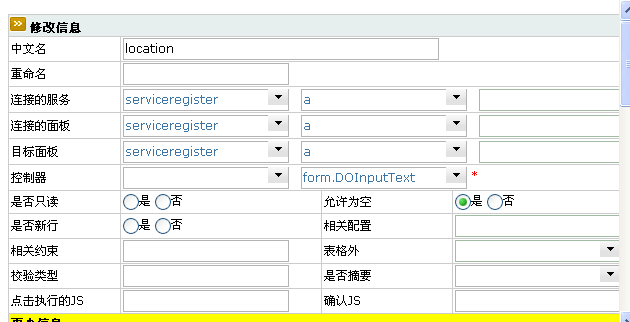 修改信息
中文名 location
重命名
连接的服务 serviceregister a
连接的面板 serviceregister a
目标面板 serviceregister a
控制器 form.DOInputText *
是否只读 是 否 允许为空 是 否
是否新行 是 否 相关配置
相关约束 表格外
校验类型 是否摘要
点击执行的JS 确认JS